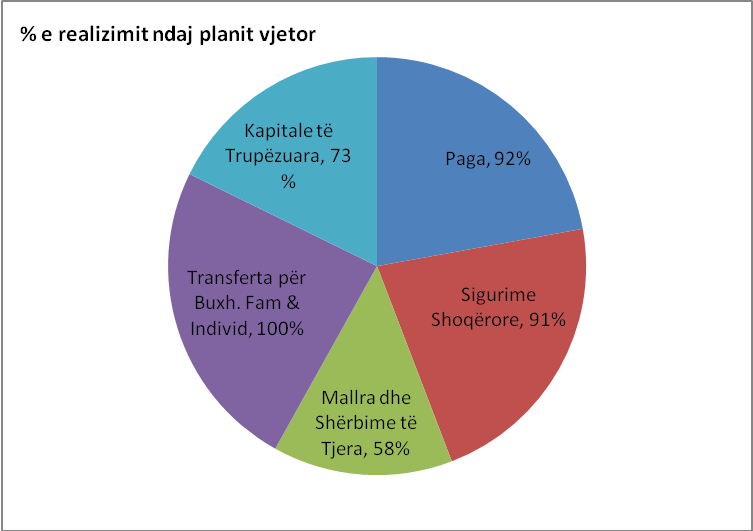 % e realizimit ndaj planit vjetor
Kapitale të
Trupëzuara, 73
%
Paga, 92%
Transferta për
Buxh. Fam &
Individ, 100%
Sigurime
Shoqërore, 91%
Mallra dhe
Shërbime të
Tjera, 58%